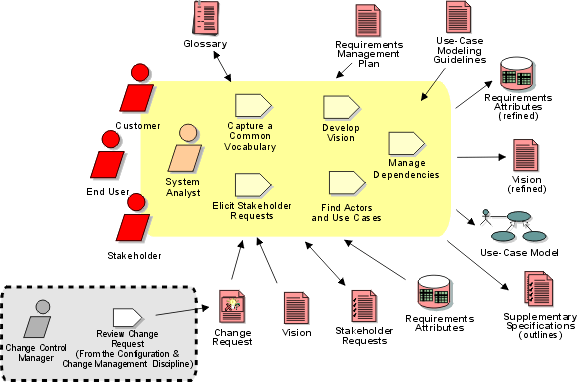 Glossary
Requirements
Management
Plan
Use-Case
Modeling
Guidelines
Requirements
Attributes
(refined)
Customer
Capture a
Common
Vocabulary
Develop
Vision
Manage
Dependencies
End User
System
Analyst
Vision
(refined)
Elicit Stakeholder
Requests
Find Actors
and Use Cases
Stakeholder
Use-Case Model
Change Control
Manager
Review Change
Request
(From the Configuration &
Change Management Discipline)
Change
Request
Vision
Stakeholder
Requests
Requirements
Attributes
Supplementary
Specifications
(outlines)